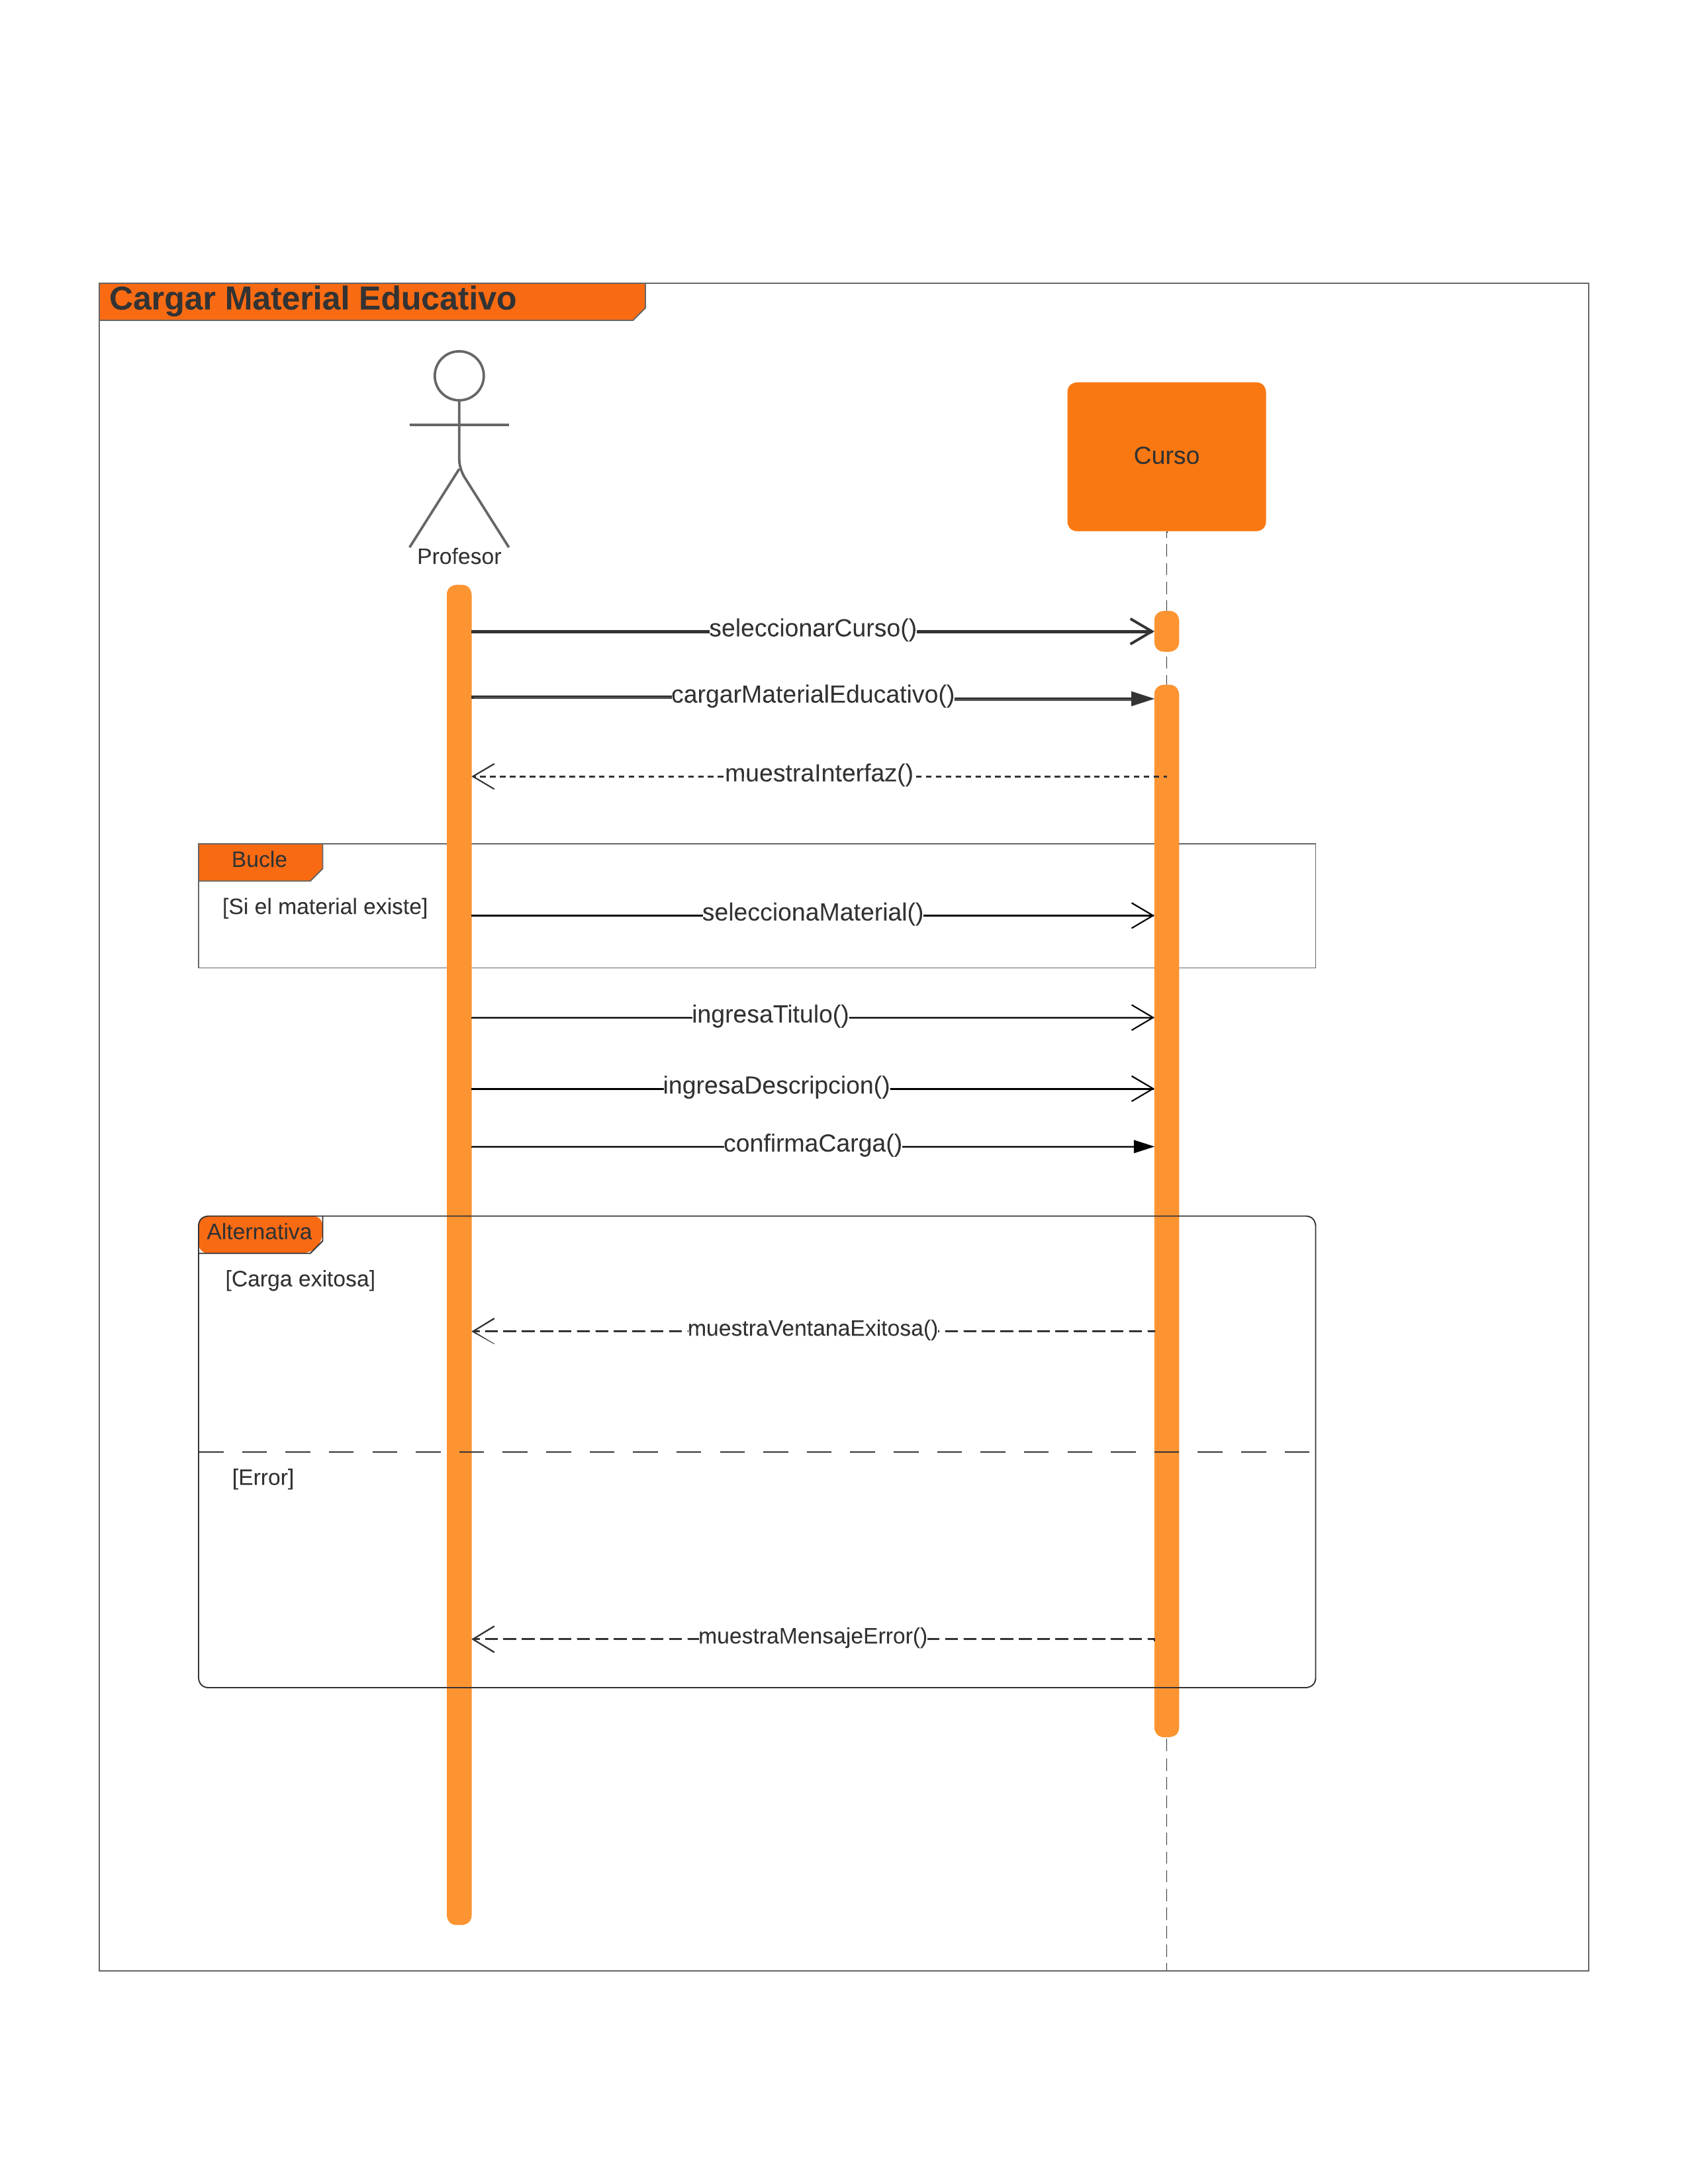 Cargar Material Educativo
Curso
Profesor
seleccionarCurso()
cargarMaterialEducativo()
muestraInterfaz()
Bucle
[Si el material existe]
seleccionaMaterial()
ingresaTitulo()
ingresaDescripcion()
confirmaCarga()
Alternativa
[Carga exitosa]
muestraVentanaExitosa()
[Error]
muestraMensajeError()